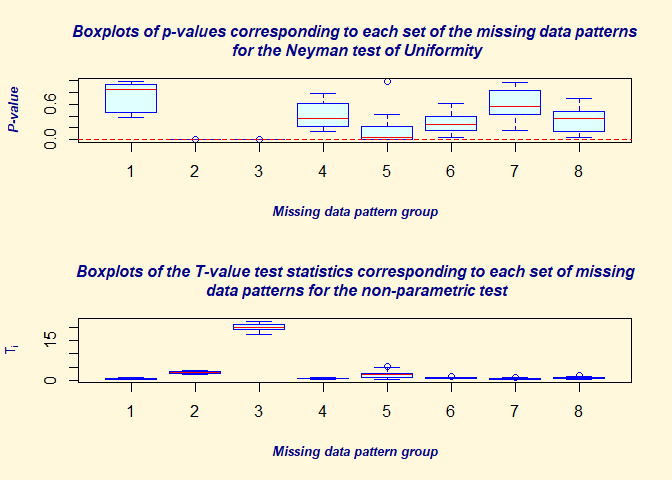 Boxplots of p-values corresponding to each set of the missing data patterns
for the Neyman test of Uniformity
P-value
0.6
0.0
1 2 3 4 5 6 7 8
Missing data pattern group
Boxplots of the T-value test statistics corresponding to each set of missing
data patterns for the non-parametric test
Ti
15
0
1 2 3 4 5 6 7 8
Missing data pattern group